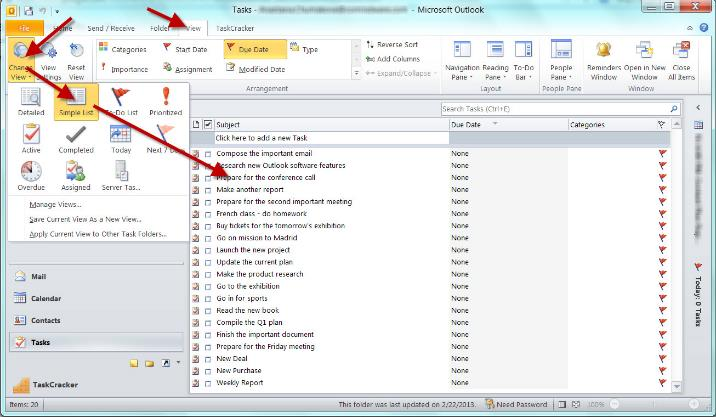 Tasks - - Microsoft Outlook
File Home Send / Receive Folder View TaskCracker
Change View View Settings Reset View
Categories Start Date Due Date Type
Importance Assignment Modified Date
Arrangement
Reverse Sort
Add Columns
Expand/Collapse
Navigation Pane Reading Pane To-Do Bar
Layout
People Pane
People Pane
Reminders Window Open in New Window Close All Items
Window
Detailed Simple List To-Do List Prioritized
Active Completed Today Next 7 D
Overdue Assigned Server Tas...
Manage Views...
Save Current View As a New View...
Apply Current View to Other Task Folders...
Mail
Calendar
Contacts
Tasks
TaskCracker
Search Tasks (Ctrl+E)
Subject Due Date Categories
Click here to add a new Task
Compose the important email None
Research new Outlook software features None
Prepare for the conference call None
Make another report None
Prepare for the second important meeting None
French class - do homework None
Buy tickets for the tomorrow's exhibition None
Go on mission to Madrid None
Launch the new project None
Update the current plan None
Make the product research None
Go to the exhibition None
Go in for sports None
Read the new book None
Compile the Q1 plan None
Finish the important document None
Prepare for the Friday meeting None
New Deal None
New Purchase None
Weekly Report None
Today: 0 Tasks
Items: 20 This folder was last updated on 2/22/2013. Need Password 100%